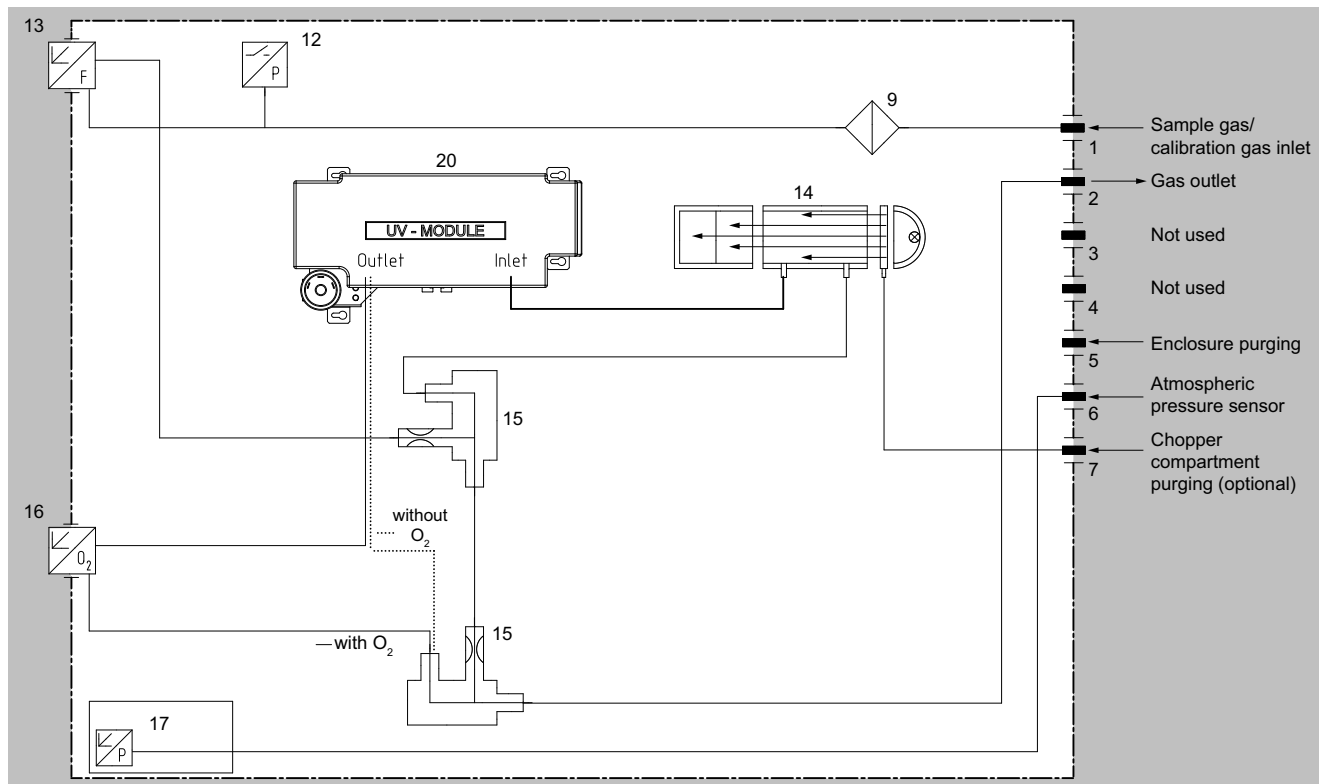 13
F
12
P
9
Sample gas/
1
calibration gas inlet
20
Gas outlet
2
14
UV - MODULE
Not used
3
Outlet
Inlet
Not used
4
Enclosure purging
5
Atmospheric
pressure sensor
6
15
Chopper
compartment
7
purging (optional)
16
without
O2
O2
with O2
15
17
P